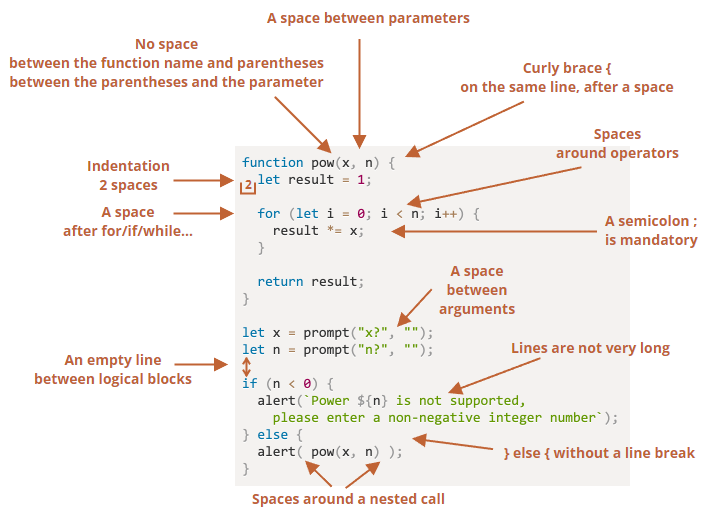 A space between parameters
No space
between the function name and parentheses
between the parentheses and the parameter
Curly brace {
on the same line, after a space
Spaces
around operators
Indentation
2 spaces
A space
after for/if/while...
A semicolon ;
is mandatory
function pow(x, n) {
2
  let result = 1;
  for (let i = 0; i < n; i++) {
    result *= x;
  }
  return result;
}
A space
between
arguments
let x = prompt("x?", "");
let n = prompt("n?", "");
An empty line
between logical blocks
Lines are not very long
if (n < 0) {
  alert(`Power ${n} is not supported,
    please enter a non-negative integer number`);
} else {
  alert( pow(x, n) );
}
} else { without a line break
Spaces around a nested call